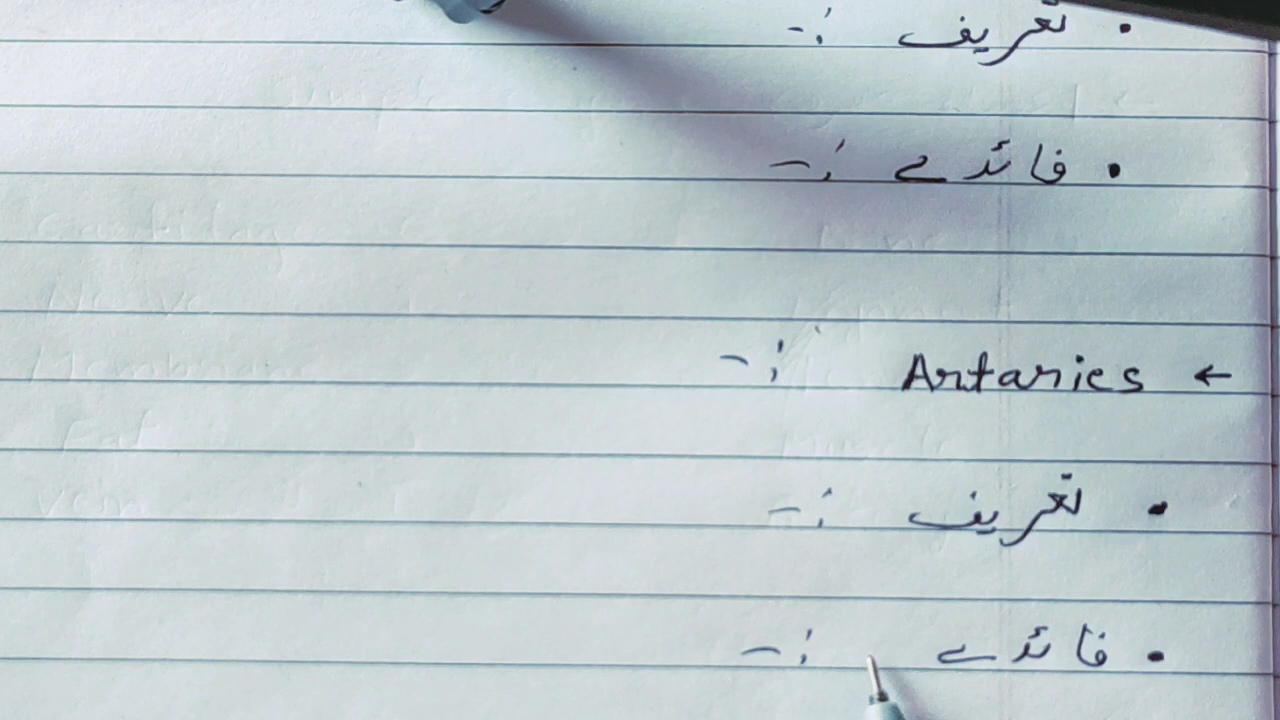 • تعریف :-
• فائدے :-
← Artaries :-
• تعریف :-
• فائدے :-